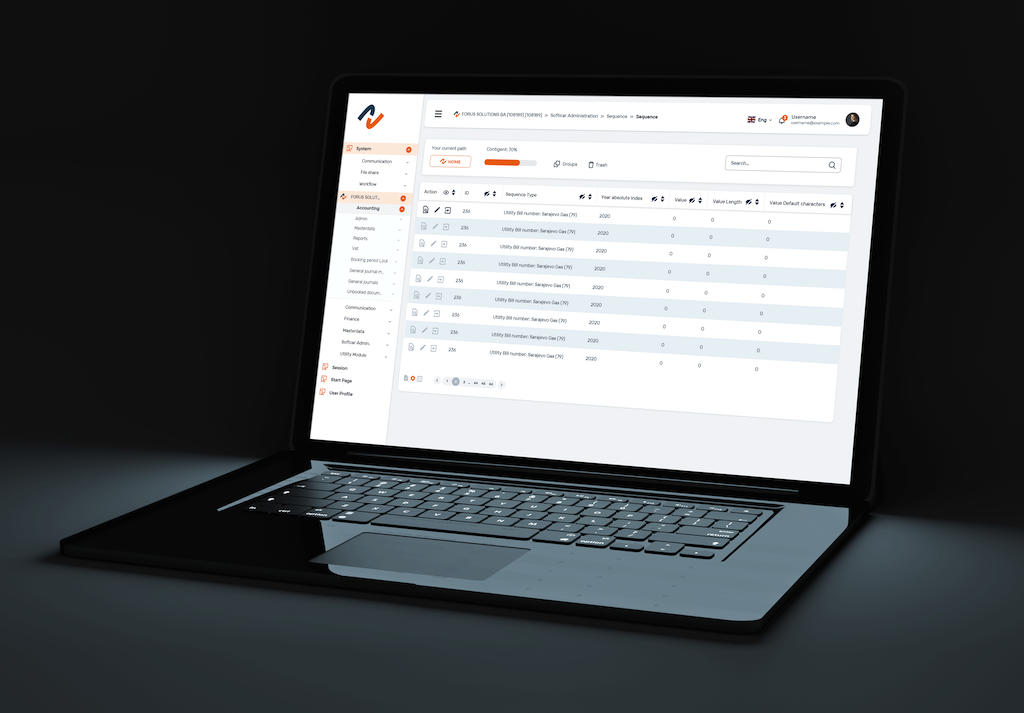 FORUS SOLUTIONS BA [108189] [108189] > Softcar Administration > Sequence > Sequence
Eng
Username
username@example.com
System
Communication
File share
Workflow
FORUS SOLUT...
Accounting
Admin
Masterdata
Reports
Vat
Booking period Lock
General journal m...
General journals
Unbooked docum...
Communication
Finance
Masterdata
Softcar Admin.
Utility Module
Session
Start Page
User Profile
Your current path
HOME
Contigent: 70%
Groups
Trash
Search...
Action ID Sequence Type Year absolute index Value Value Length Value Default characters
236 Utility Bill number: Sarajevo Gas (79) 2020 0 0 0
236 Utility Bill number: Sarajevo Gas (79) 2020 0 0 0
236 Utility Bill number: Sarajevo Gas (79) 2020 0 0 0
236 Utility Bill number: Sarajevo Gas (79) 2020 0 0 0
236 Utility Bill number: Sarajevo Gas (79) 2020 0 0 0
236 Utility Bill number: Sarajevo Gas (79) 2020 0 0 0
236 Utility Bill number: Sarajevo Gas (79) 2020 0 0 0
236 Utility Bill number: Sarajevo Gas (79) 2020 0 0 0
236 Utility Bill number: Sarajevo Gas (79) 2020 0 0 0
1 2 3 ...
return
fn ctrl option
option